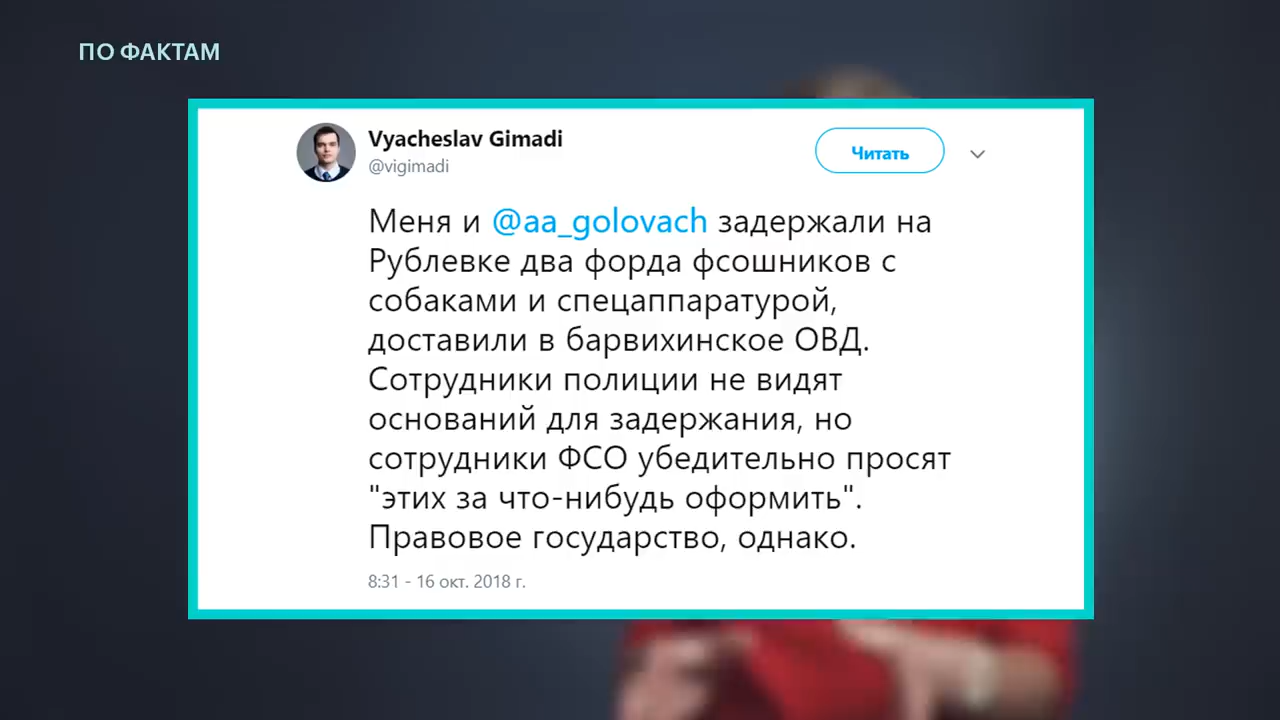 ПО ФАКТАМ
Vyacheslav Gimadi
@vigimadi
Читать
Меня и @aa_golovach задержали на
Рублевке два форда фсошников с
собаками и спецаппаратурой,
доставили в барвихинское ОВД.
Сотрудники полиции не видят
оснований для задержания, но
сотрудники ФСО убедительно просят
"этих за что-нибудь оформить".
Правовое государство, однако.
8:31 - 16 окт. 2018 г.